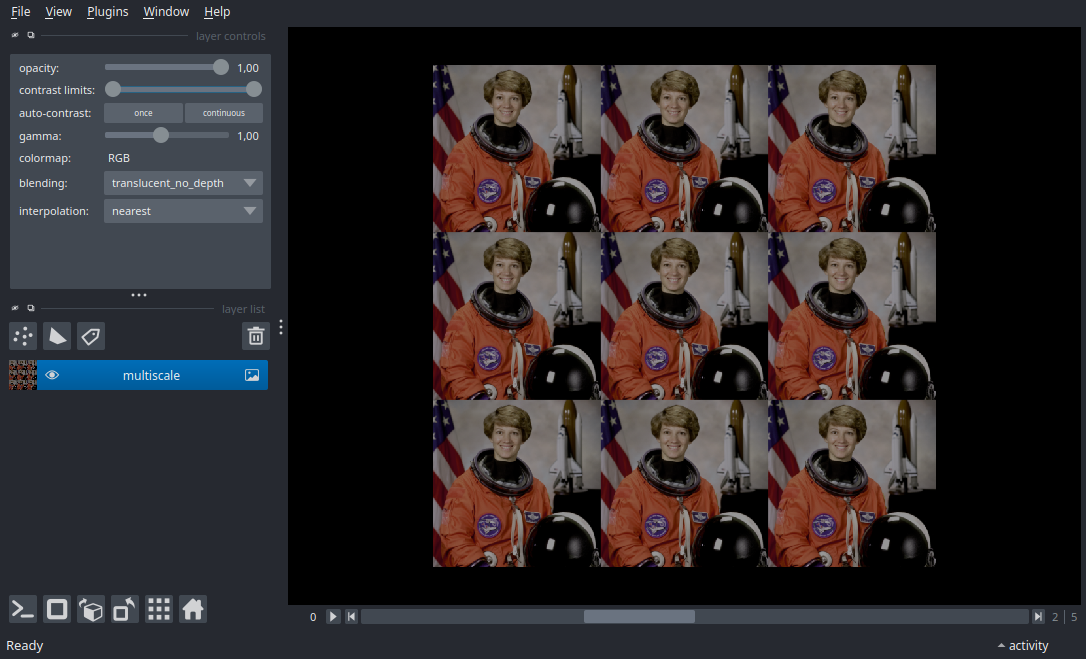 File View Plugins Window Help
layer controls
opacity: 1,00
contrast limits:
auto-contrast: once continuous
gamma: 1,00
colormap: RGB
blending: translucent_no_depth
interpolation: nearest
layer list
multiscale
0 2 | 5
Ready activity